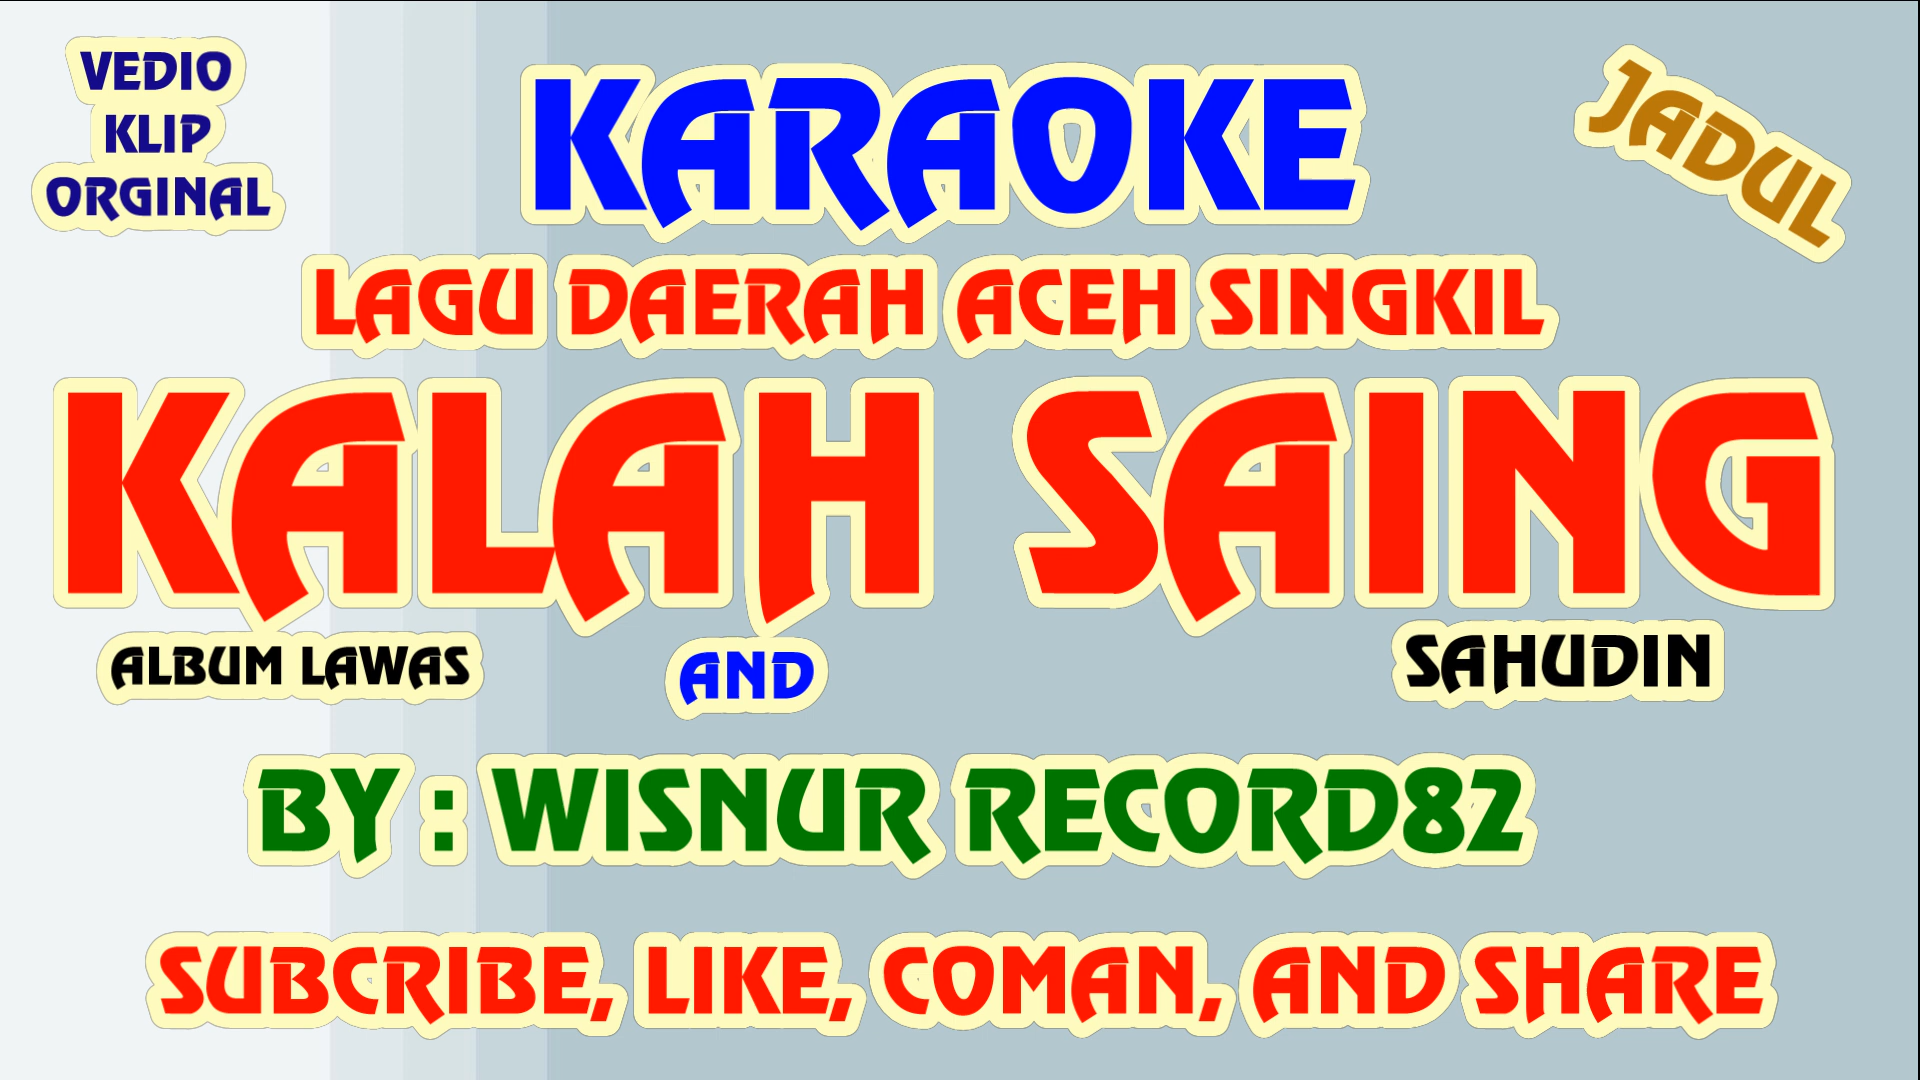 VEDIO
KLIP
ORGINAL
KARAOKE
JADUL
LAGU DAERAH ACEH SINGKIL
KALAH SAING
ALBUM LAWAS
AND
SAHUDIN
BY : WISNUR RECORD82
SUBCRIBE, LIKE, COMAN, AND SHARE